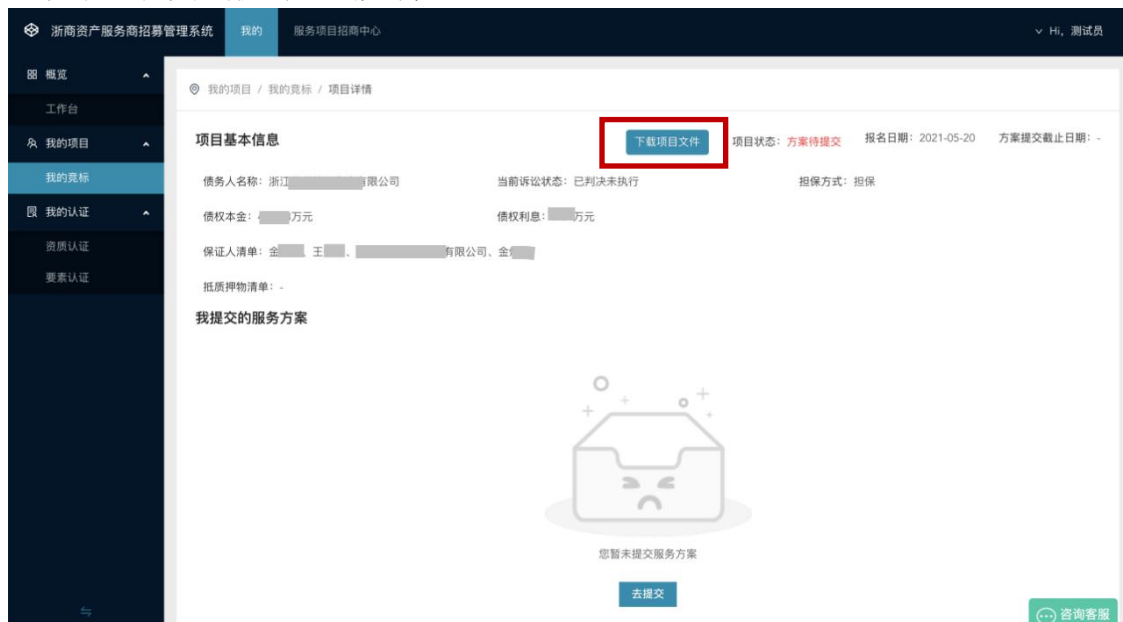 浙商资产服务商招募管理系统 我的 服务项目招商中心 Hi, 测试员
概览
工作台
我的项目
我的竞标
我的认证
资质认证
要素认证
我的项目 / 我的竞标 / 项目详情
项目基本信息 下载项目文件 项目状态: 方案待提交 报名日期: 2021-05-20 方案提交截止日期: -
债务人名称: 浙江 有限公司 当前诉讼状态: 已判决未执行 担保方式: 担保
债权本金: 万元 债权利息: 万元
保证人清单: 金 、王 、 有限公司、金
抵质押物清单: -
我提交的服务方案
您暂未提交服务方案
去提交
咨询客服